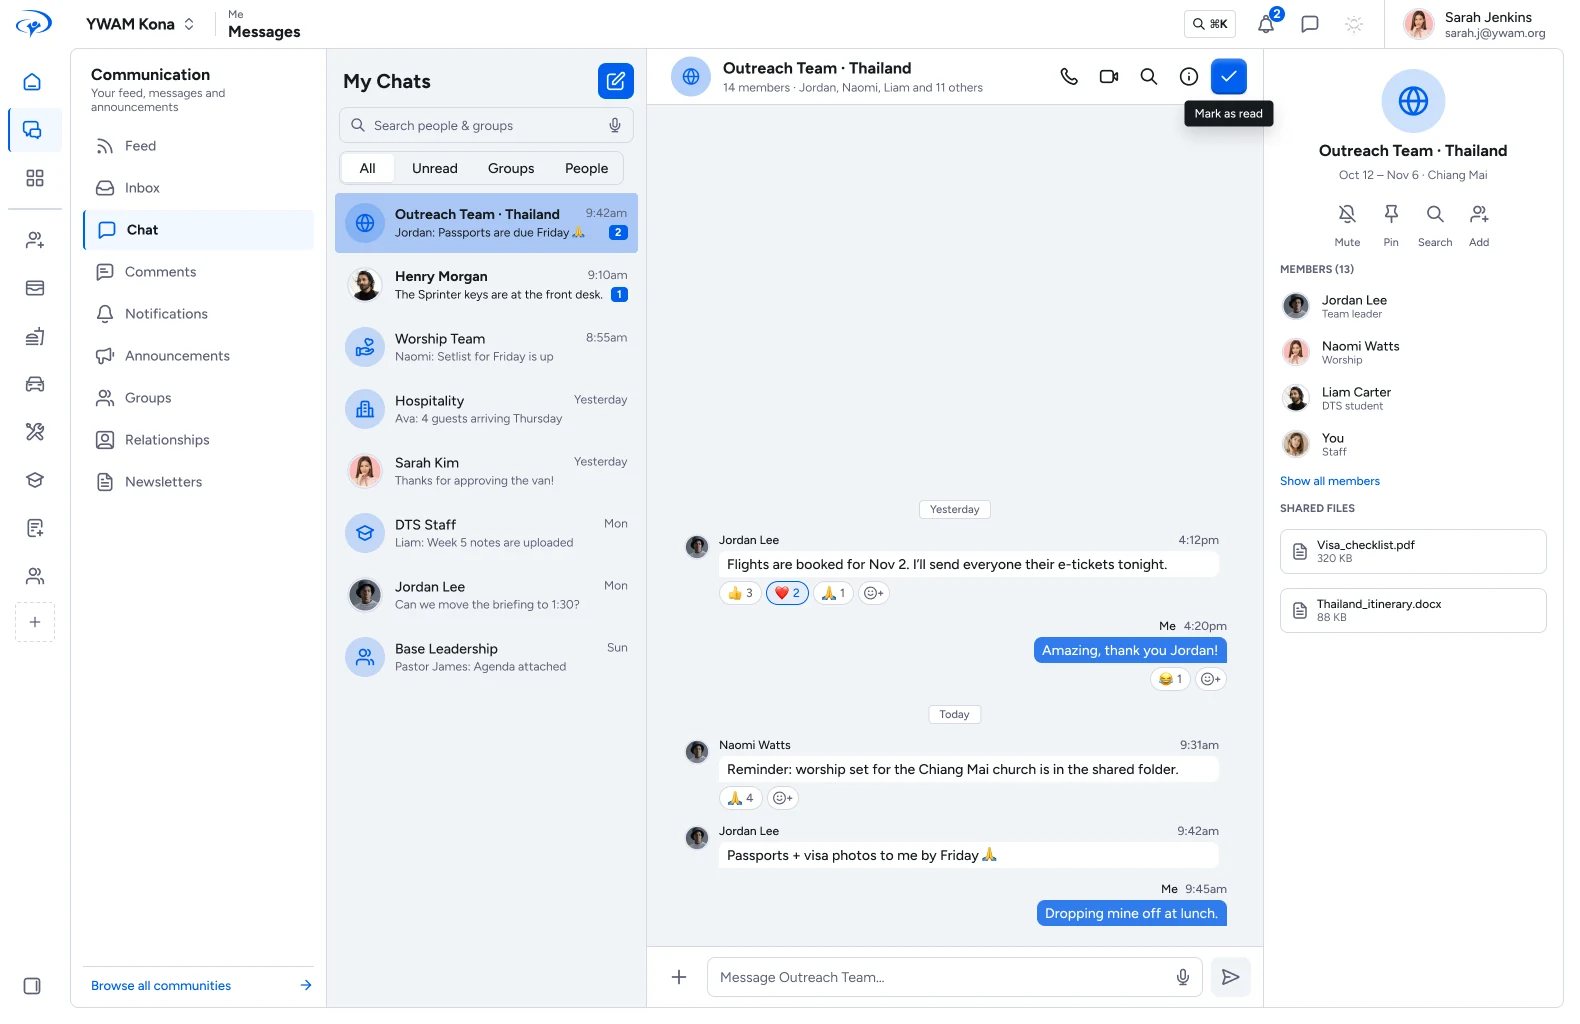 YWAM Kona
Me
Messages
⌘K
2
Sarah Jenkins
sarah.j@ywam.org
Communication
Your feed, messages and
announcements
Feed
Inbox
Chat
Comments
Notifications
Announcements
Groups
Relationships
Newsletters
Browse all communities
My Chats
Search people & groups
All
Unread
Groups
People
Outreach Team · Thailand
9:42am
Jordan: Passports are due Friday 🙏
2
Henry Morgan
9:10am
The Sprinter keys are at the front desk.
1
Worship Team
8:55am
Naomi: Setlist for Friday is up
Hospitality
Yesterday
Ava: 4 guests arriving Thursday
Sarah Kim
Yesterday
Thanks for approving the van!
DTS Staff
Mon
Liam: Week 5 notes are uploaded
Jordan Lee
Mon
Can we move the briefing to 1:30?
Base Leadership
Sun
Pastor James: Agenda attached
Outreach Team · Thailand
14 members · Jordan, Naomi, Liam and 11 others
Mark as read
Yesterday
Jordan Lee
4:12pm
Flights are booked for Nov 2. I'll send everyone their e-tickets tonight.
👍 3
❤️ 2
🙏 1
Me 4:20pm
Amazing, thank you Jordan!
😂 1
Today
Naomi Watts
9:31am
Reminder: worship set for the Chiang Mai church is in the shared folder.
🙏 4
Jordan Lee
9:42am
Passports + visa photos to me by Friday 🙏
Me 9:45am
Dropping mine off at lunch.
Message Outreach Team...
Outreach Team · Thailand
Oct 12 – Nov 6 · Chiang Mai
Mute
Pin
Search
Add
MEMBERS (13)
Jordan Lee
Team leader
Naomi Watts
Worship
Liam Carter
DTS student
You
Staff
Show all members
SHARED FILES
Visa_checklist.pdf
320 KB
Thailand_itinerary.docx
88 KB